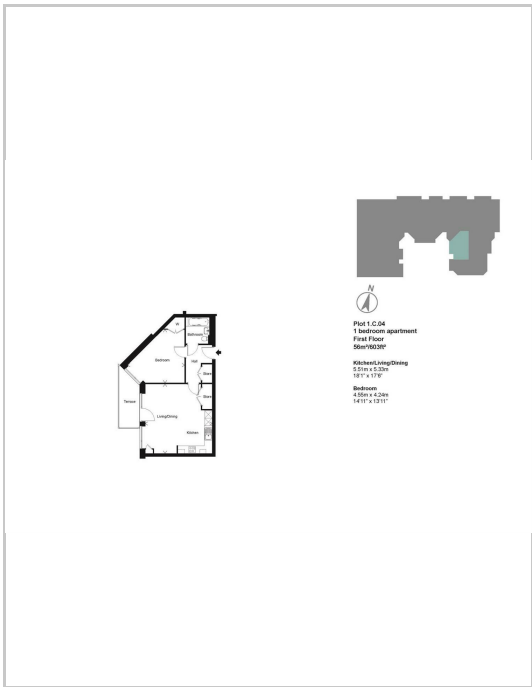 N
Plot 1.C.04
1 bedroom apartment
First Floor
56m²/603ft²
Kitchen/Living/Dining
5.51m x 5.33m
18'1" x 17'6"
Bedroom
4.55m x 4.24m
14'11" x 13'11"
W
Bathroom
Bedroom
Hall
Store
Store
Terrace
Living/Dining
Kitchen